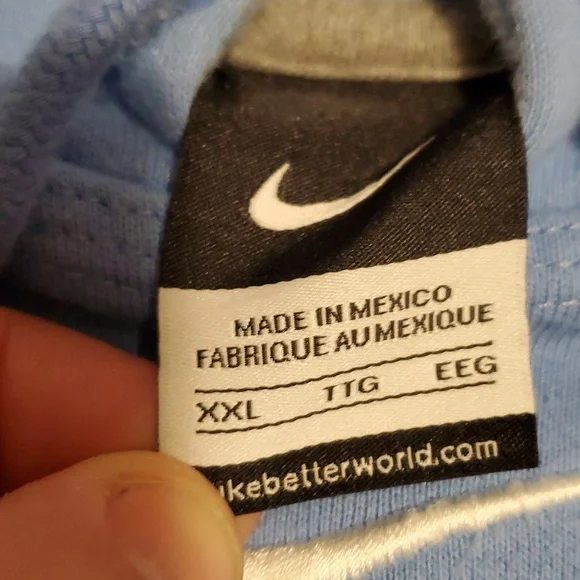 MADE IN MEXICO
FABRIQUE AU MEXIQUE
XXL TTG EEG
ikebetterworld.com